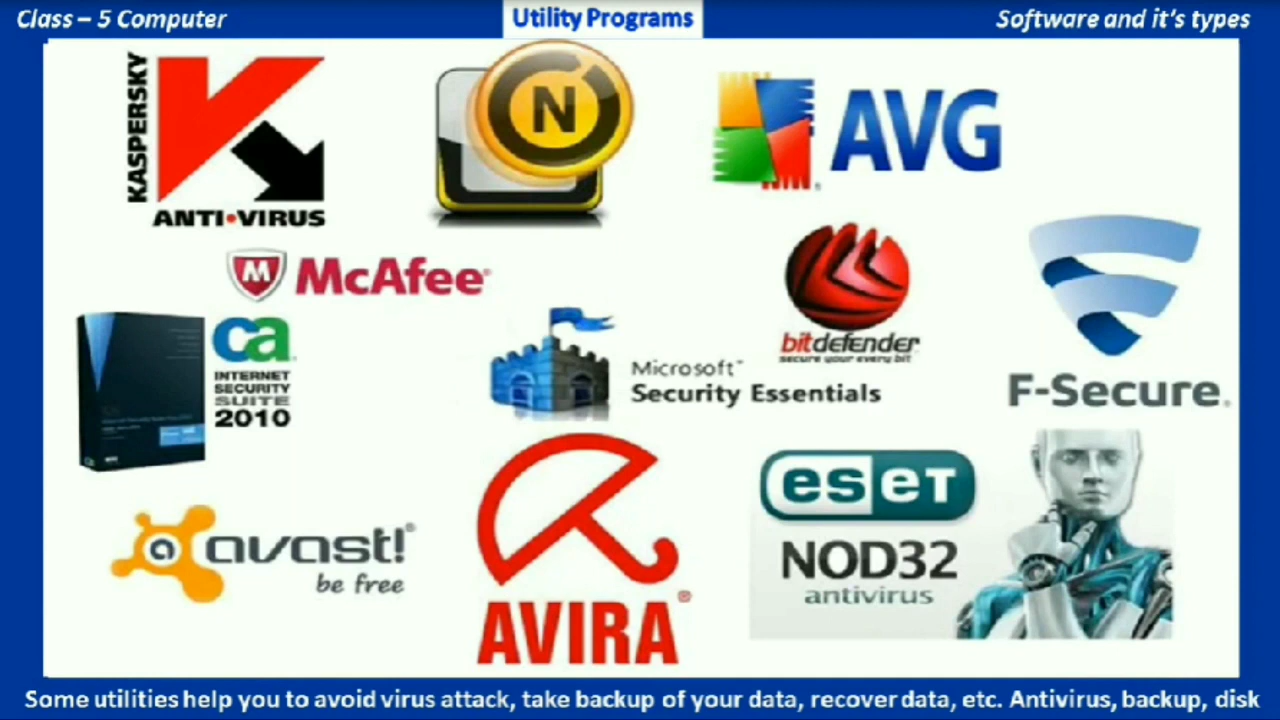 Class – 5 Computer
Utility Programs
Software and it's types
KASPERSKY
ANTI•VIRUS
N
AVG
McAfee
bitdefender
secure your every bit
F-Secure.
ca
INTERNET
SECURITY
SUITE
2010
Microsoft™
Security Essentials
avast!
be free
AVIRA
eseT
NOD32
antivirus
Some utilities help you to avoid virus attack, take backup of your data, recover data, etc. Antivirus, backup, disk